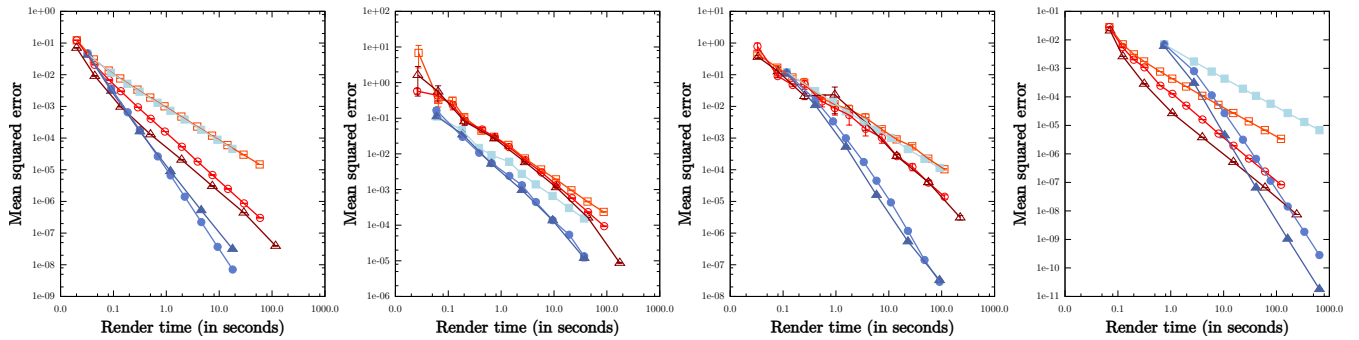 Mean squared error
1e-01
1e-02
1e-03
1e-04
1e-05
1e-06
1e-07
1e-08
1e-09
0.0 0.1 1.0 10.0 100.0 1000.0
Render time (in seconds)
Mean squared error
1e+02
1e+01
1e+00
1e-01
1e-02
1e-03
1e-04
1e-05
1e-06
0.0 0.1 1.0 10.0 100.0 1000.0
Render time (in seconds)
Mean squared error
1e+01
1e+00
1e-01
1e-02
1e-03
1e-04
1e-05
1e-06
1e-07
1e-08
0.0 0.1 1.0 10.0 100.0 1000.0
Render time (in seconds)
Mean squared error
1e-01
1e-02
1e-03
1e-04
1e-05
1e-06
1e-07
1e-08
1e-09
1e-10
1e-11
0.0 0.1 1.0 10.0 100.0 1000.0
Render time (in seconds)